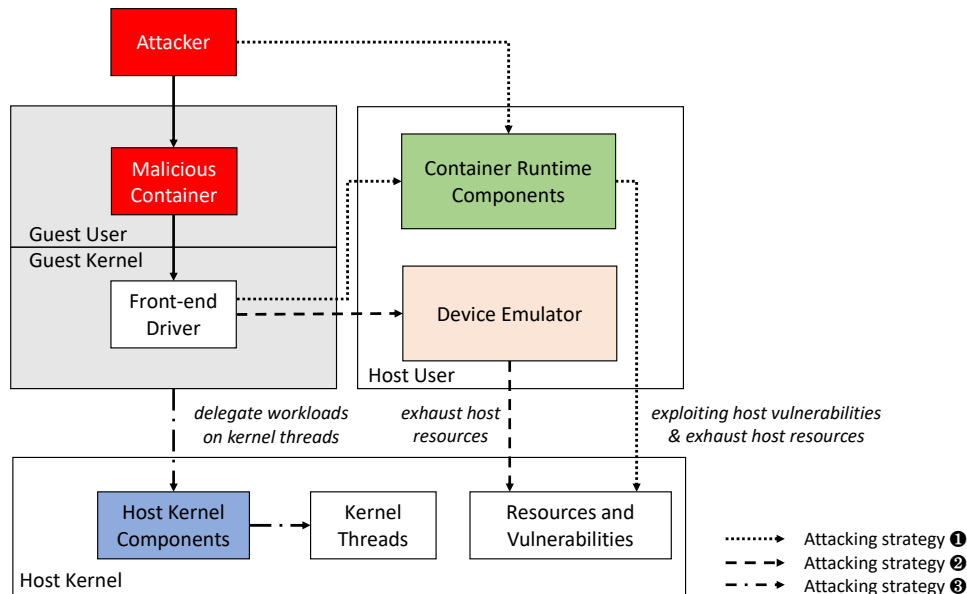 Attacker
Malicious
Container
Guest User
Guest Kernel
Front-end
Driver
Container Runtime
Components
Device Emulator
Host User
delegate workloads
on kernel threads
exhaust host
resources
exploiting host vulnerabilities
& exhaust host resources
Host Kernel
Components
Kernel
Threads
Resources and
Vulnerabilities
Host Kernel
Attacking strategy ❶
Attacking strategy ❷
Attacking strategy ❸